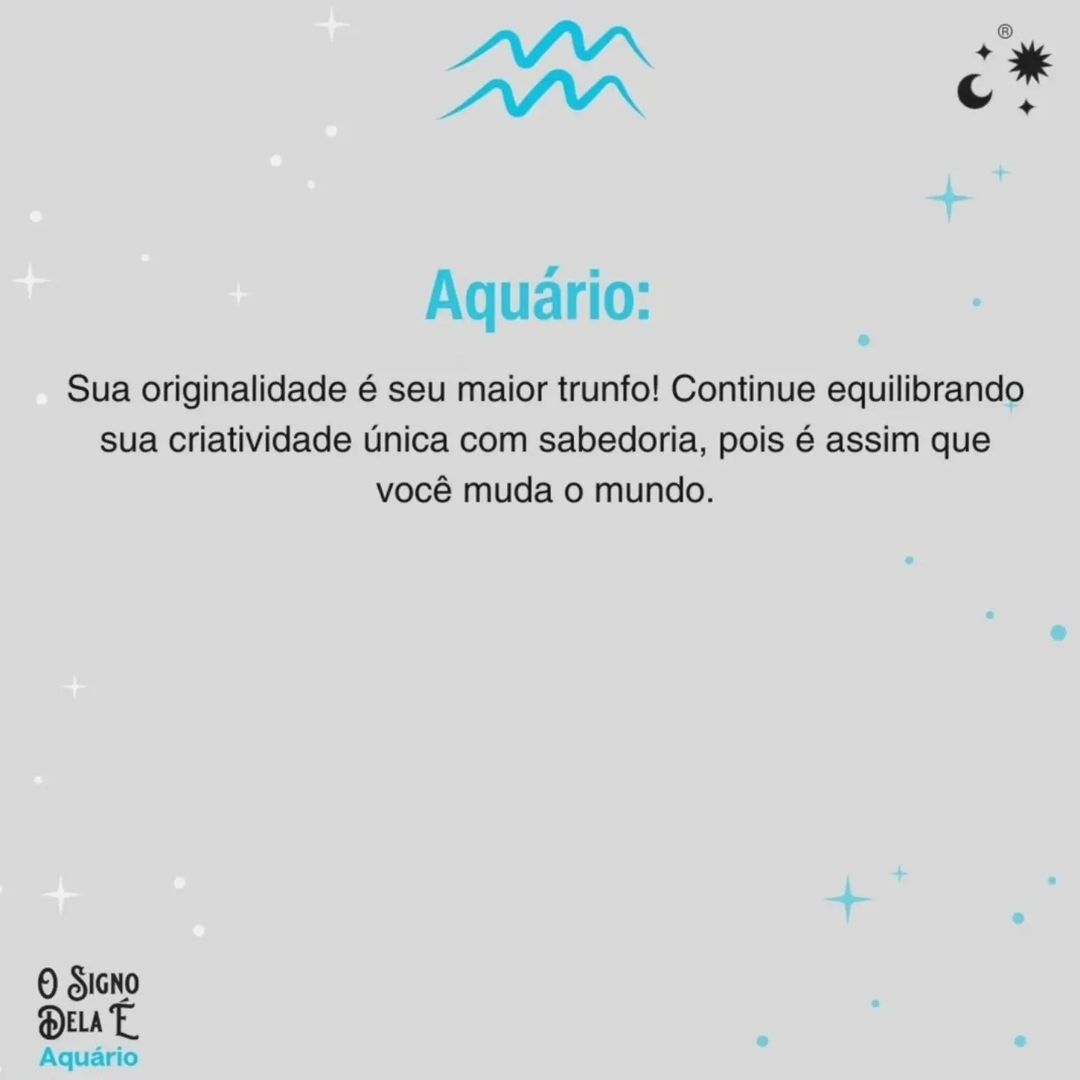 ®
Aquário:
Sua originalidade é seu maior trunfo! Continue equilibrando
sua criatividade única com sabedoria, pois é assim que
você muda o mundo.
O Signo
Dela É
Aquário